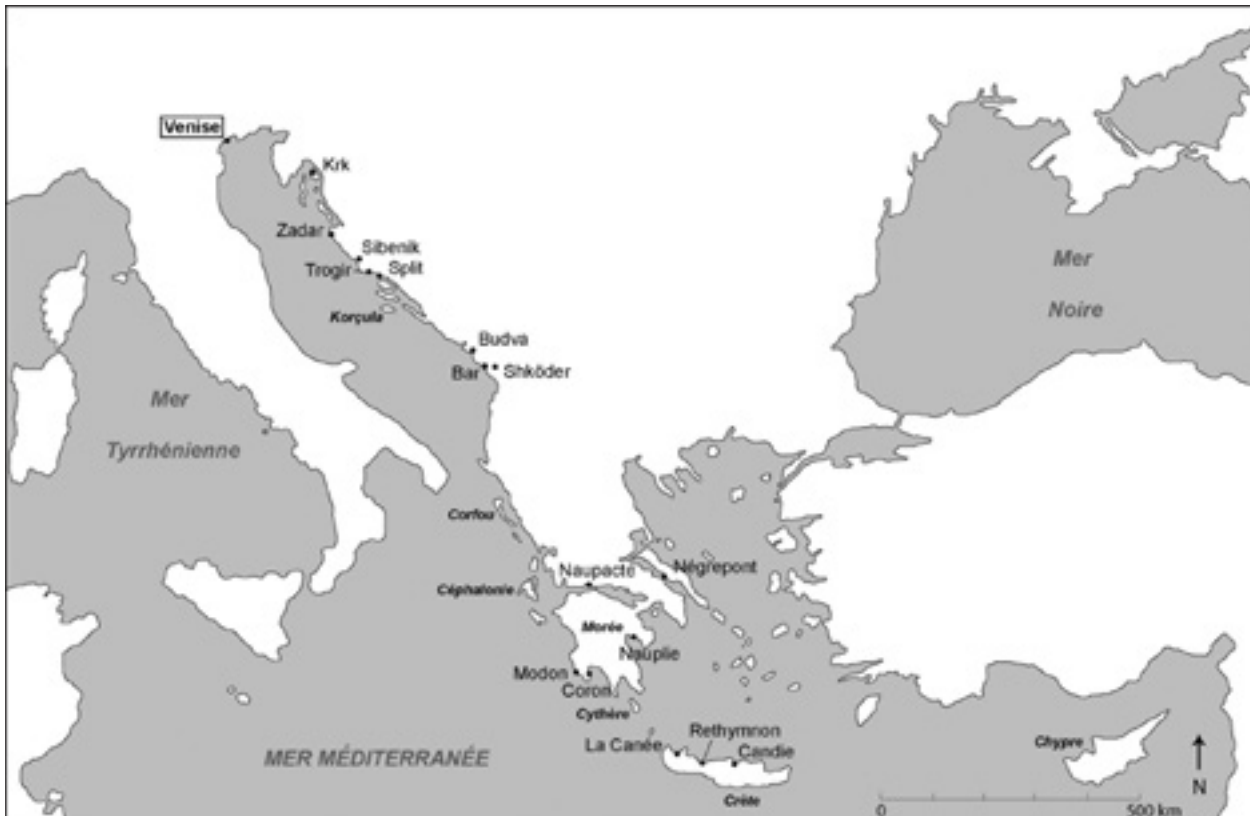 Venise
Krk
Zadar
Sibenik
Trogir
Split
Korçula
Budva
Bar
Shköder
Mer
Noire
Mer
Tyrrhénienne
Corfou
Naupacte
Négrepont
Céphalonie
Morée
Nauplie
Modon
Coron
Cythère
Rethymnon
La Canée
Candie
Chypre
MER MÉDITERRANÉE
Crète
N
0
500 km